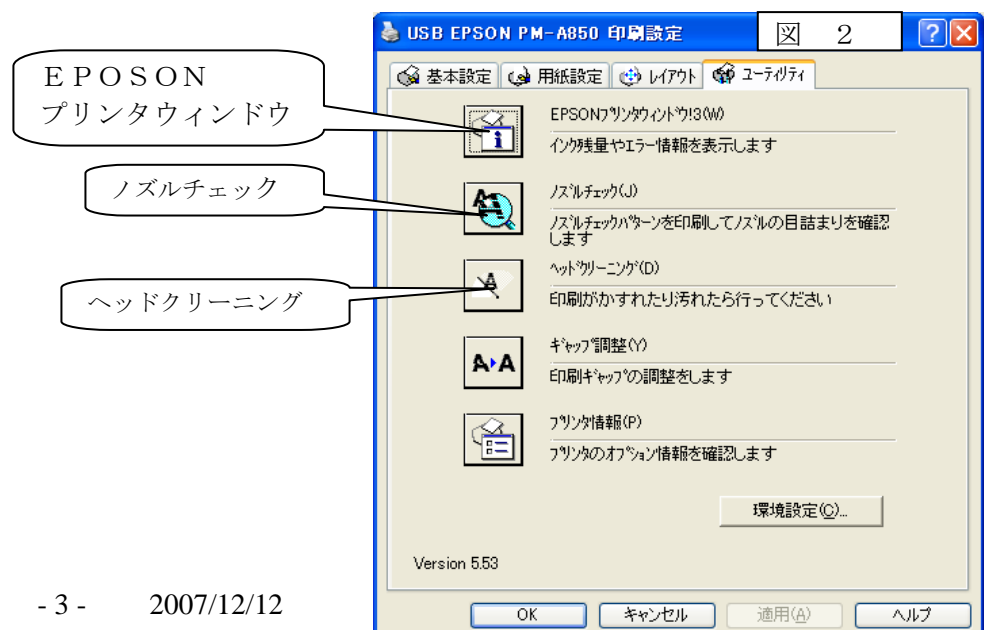 USB EPSON PM-A850 印刷設定
図 2
基本設定 用紙設定 レイアウト ユーティリティ
EPOSON
プリンタウィンドウ
EPSONプリンタウィンドウ!3(W)
インク残量やエラー情報を表示します
ノズルチェック
ノズルチェック(J)
ノズルチェックパターンを印刷してノズルの目詰まりを確認
します
ヘッドクリーニング
ヘッドクリーニング(D)
印刷がかすれたり汚れたら行ってください
ギャップ調整(Y)
印刷ギャップの調整をします
プリンタ情報(P)
プリンタのオプション情報を確認します
環境設定(C)...
Version 5.53
- 3 - 2007/12/12
OK キャンセル 適用(A) ヘルプ